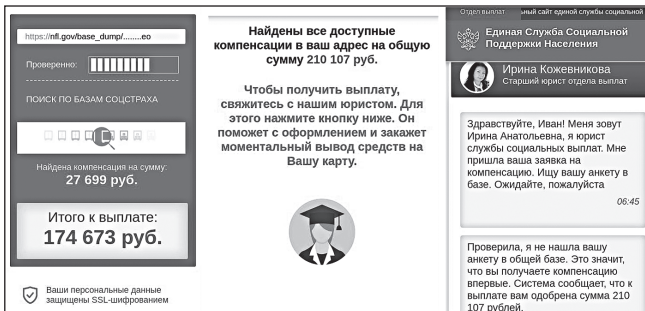 https://nfl.gov/base_dump/........eo
Проверенно:
ПОИСК ПО БАЗАМ СОЦСТРАХА
Найдена компенсация на сумму:
27 699 руб.
Итого к выплате:
174 673 руб.
Ваши персональные данные
защищены SSL-шифрованием
Найдены все доступные
компенсации в ваш адрес на общую
сумму 210 107 руб.
Чтобы получить выплату,
свяжитесь с нашим юристом. Для
этого нажмите кнопку ниже. Он
поможет с оформлением и закажет
моментальный вывод средств на
Вашу карту.
Отдел выплат
ный сайт единой службы социальной
Единая Служба Социальной
Поддержки Населения
Ирина Кожевникова
Старший юрист отдела выплат
Здравствуйте, Иван! Меня зовут
Ирина Анатольевна, я юрист
службы социальных выплат. Мне
пришла ваша заявка на
компенсацию. Ищу вашу анкету в
базе. Ожидайте, пожалуйста
06:45
Проверила, я не нашла вашу
анкету в общей базе. Это значит,
что вы получаете компенсацию
впервые. Система сообщает, что к
выплате вам одобрена сумма 210
107 рублей.